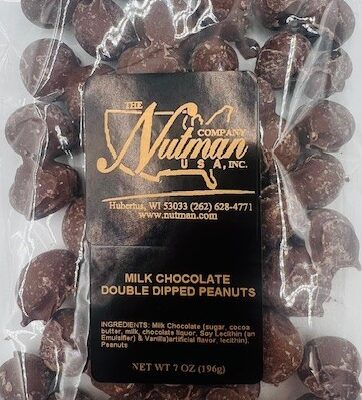 THE
Nutman
COMPANY
USA, INC.
Hubertus, WI 53033 (262) 628-4771
www.nutman.com
MILK CHOCOLATE
DOUBLE DIPPED PEANUTS
INGREDIENTS: Milk Chocolate (sugar, cocoa
butter, milk, chocolate liquor, Soy Lecithin (an
Emulsifier) & Vanilla)artificial flavor, lecithin).
Peanuts
NET WT 7 OZ (196g)